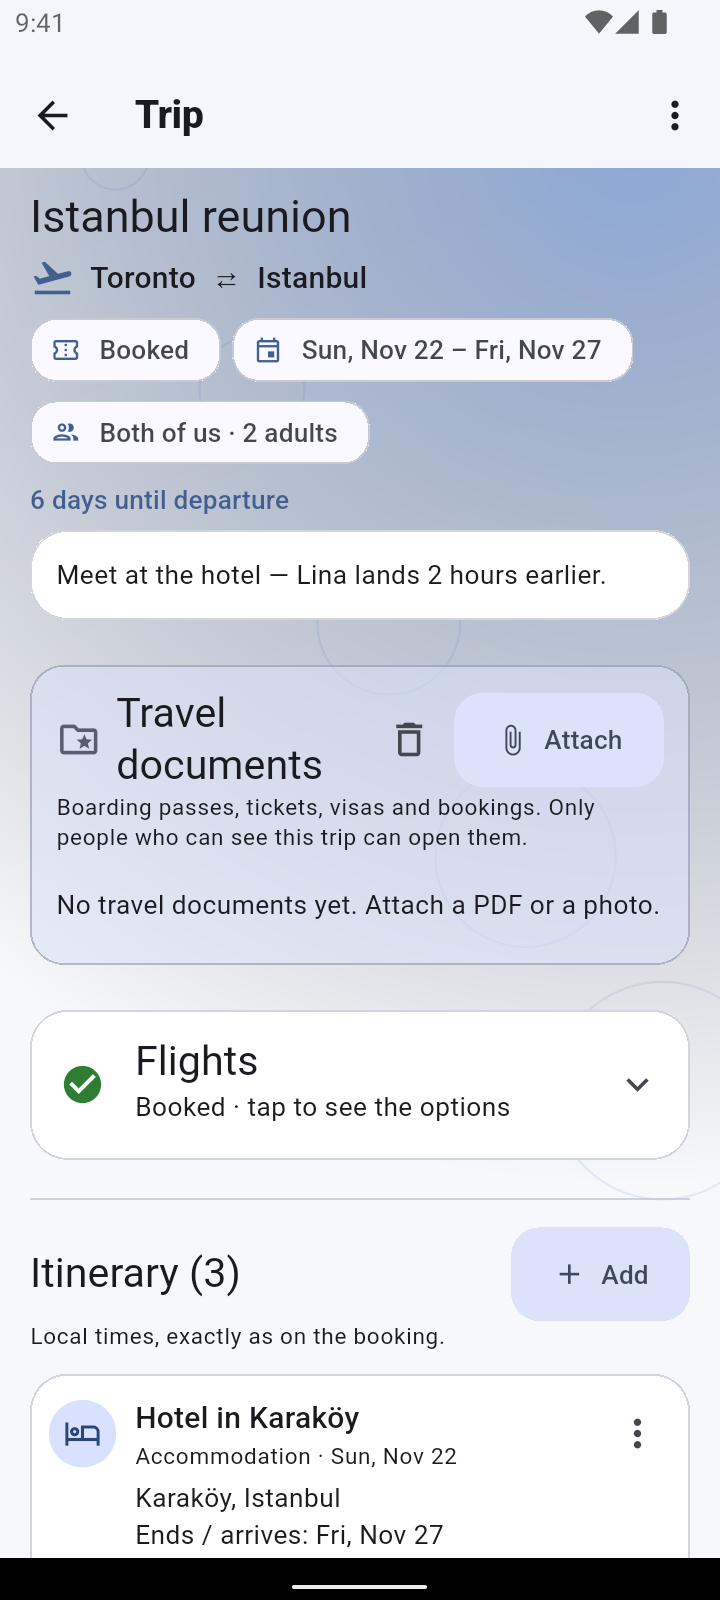 9:41
Trip
Istanbul reunion
Toronto ⇄ Istanbul
Booked
Sun, Nov 22 – Fri, Nov 27
Both of us · 2 adults
6 days until departure
Meet at the hotel — Lina lands 2 hours earlier.
Travel
documents
Attach
Boarding passes, tickets, visas and bookings. Only
people who can see this trip can open them.
No travel documents yet. Attach a PDF or a photo.
Flights
Booked · tap to see the options
Itinerary (3)
Add
Local times, exactly as on the booking.
Hotel in Karaköy
Accommodation · Sun, Nov 22
Karaköy, Istanbul
Ends / arrives: Fri, Nov 27